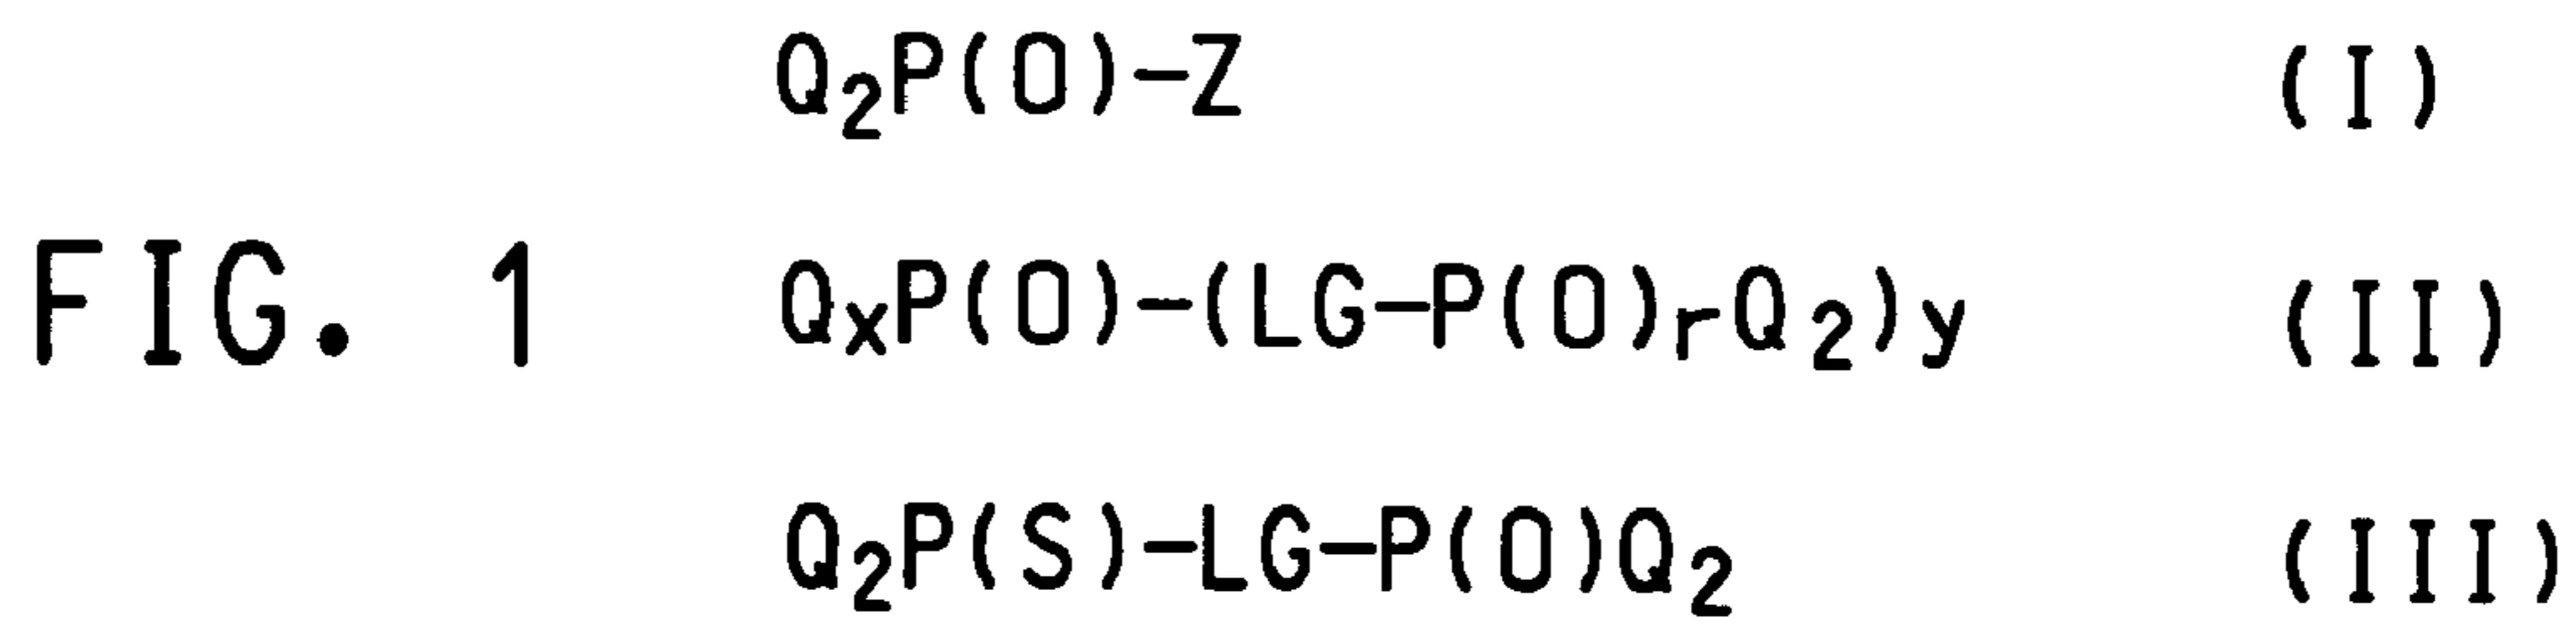 Q₂P(O)-Z (I)
FIG. 1 QₓP(O)-(LG-P(O)ᵣQ₂)y (II)
Q₂P(S)-LG-P(O)Q₂ (III)